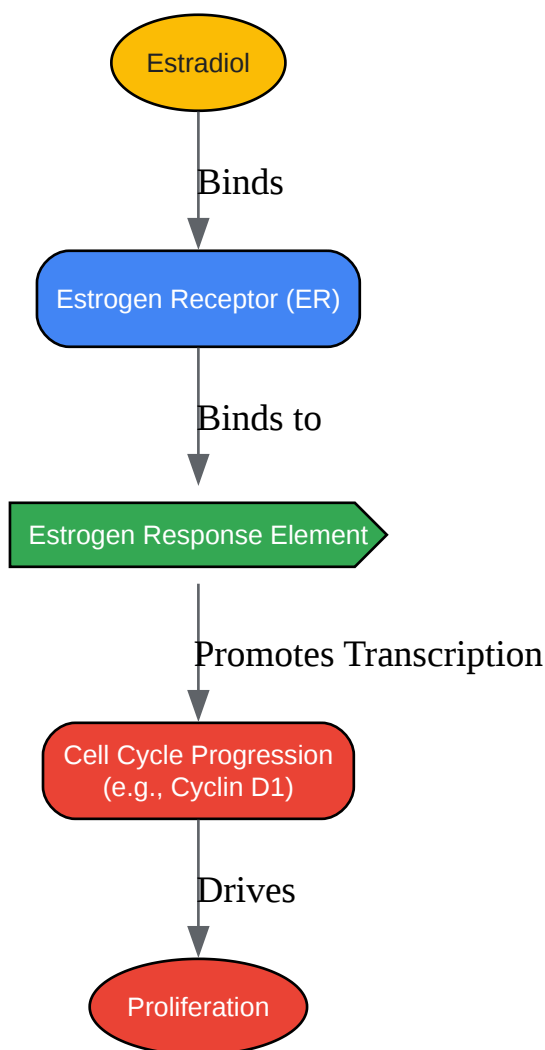 Estradiol
Binds
Estrogen Receptor (ER)
Binds to
Estrogen Response Element
Promotes Transcription
Cell Cycle Progression
(e.g., Cyclin D1)
Drives
Proliferation